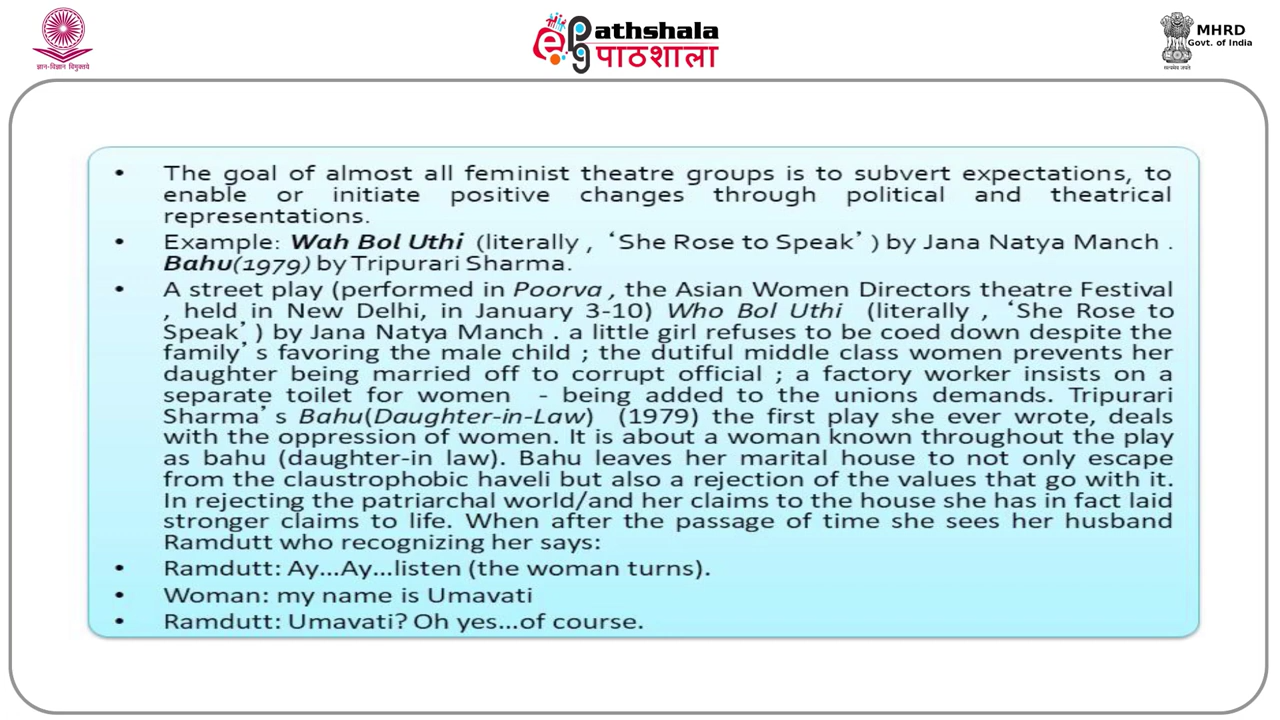 ज्ञान-विज्ञान विमुक्तये
ePathshala
पाठशाला
MHRD
Govt. of India
सत्यमेव जयते
• The goal of almost all feminist theatre groups is to subvert expectations, to
enable or initiate positive changes through political and theatrical
representations.
• Example: Wah Bol Uthi (literally , ‘She Rose to Speak’ ) by Jana Natya Manch .
Bahu(1979) by Tripurari Sharma.
• A street play (performed in Poorva , the Asian Women Directors theatre Festival
, held in New Delhi, in January 3-10) Who Bol Uthi (literally , ‘She Rose to
Speak’ ) by Jana Natya Manch . a little girl refuses to be coed down despite the
family’ s favoring the male child ; the dutiful middle class women prevents her
daughter being married off to corrupt official ; a factory worker insists on a
separate toilet for women - being added to the unions demands. Tripurari
Sharma’ s Bahu(Daughter-in-Law) (1979) the first play she ever wrote, deals
with the oppression of women. It is about a woman known throughout the play
as bahu (daughter-in law). Bahu leaves her marital house to not only escape
from the claustrophobic haveli but also a rejection of the values that go with it.
In rejecting the patriarchal world/and her claims to the house she has in fact laid
stronger claims to life. When after the passage of time she sees her husband
Ramdutt who recognizing her says:
• Ramdutt: Ay...Ay...listen (the woman turns).
• Woman: my name is Umavati
• Ramdutt: Umavati? Oh yes...of course.